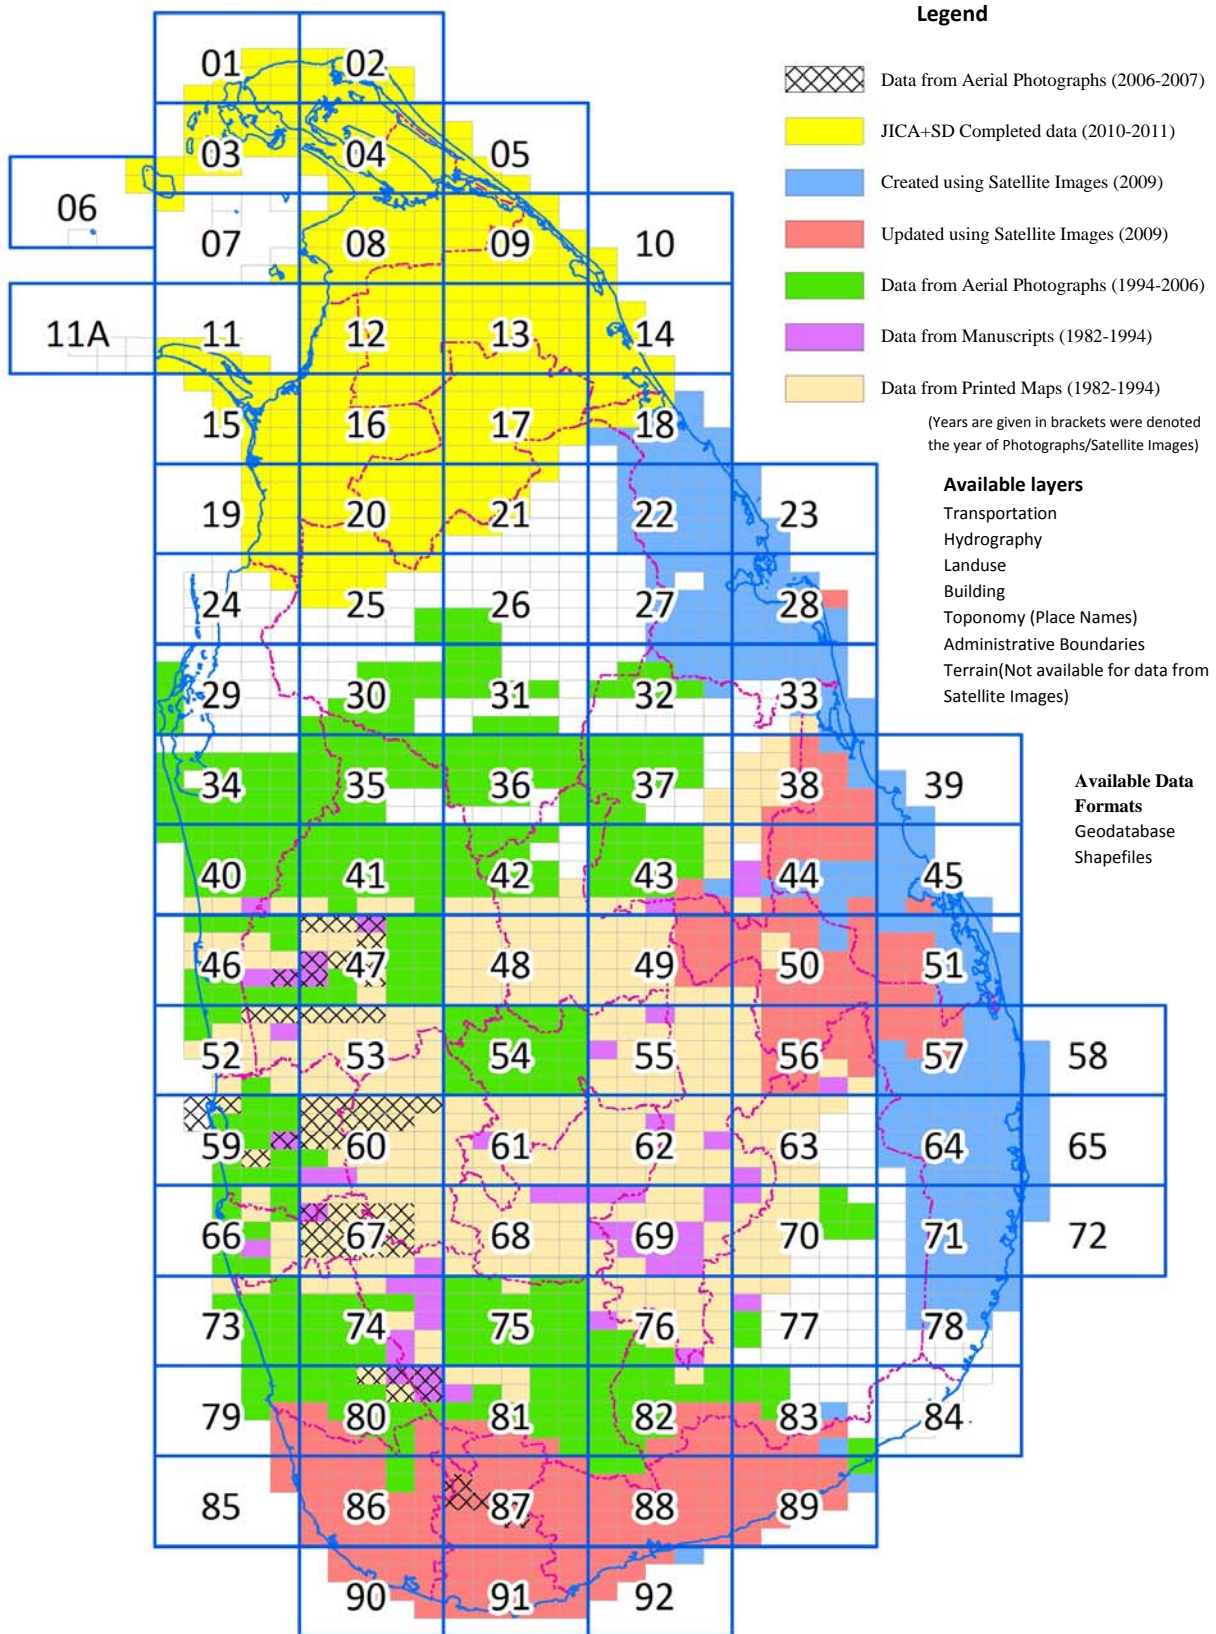 Legend
Data from Aerial Photographs (2006-2007)
JICA+SD Completed data (2010-2011)
Created using Satellite Images (2009)
Updated using Satellite Images (2009)
Data from Aerial Photographs (1994-2006)
Data from Manuscripts (1982-1994)
Data from Printed Maps (1982-1994)
(Years are given in brackets were denoted
the year of Photographs/Satellite Images)
Available layers
Transportation
Hydrography
Landuse
Building
Toponomy (Place Names)
Administrative Boundaries
Terrain(Not available for data from
Satellite Images)
Available Data
Formats
Geodatabase
Shapefiles
01 02
03 04 05
06
07 08 09 10
11A 11 12 13 14
15 16 17 18
19 20 21 22 23
24 25 26 27 28
29 30 31 32 33
34 35 36 37 38 39
40 41 42 43 44 45
46 47 48 49 50 51
52 53 54 55 56 57 58
59 60 61 62 63 64 65
66 67 68 69 70 71 72
73 74 75 76 77 78
79 80 81 82 83 84
85 86 87 88 89
90 91 92